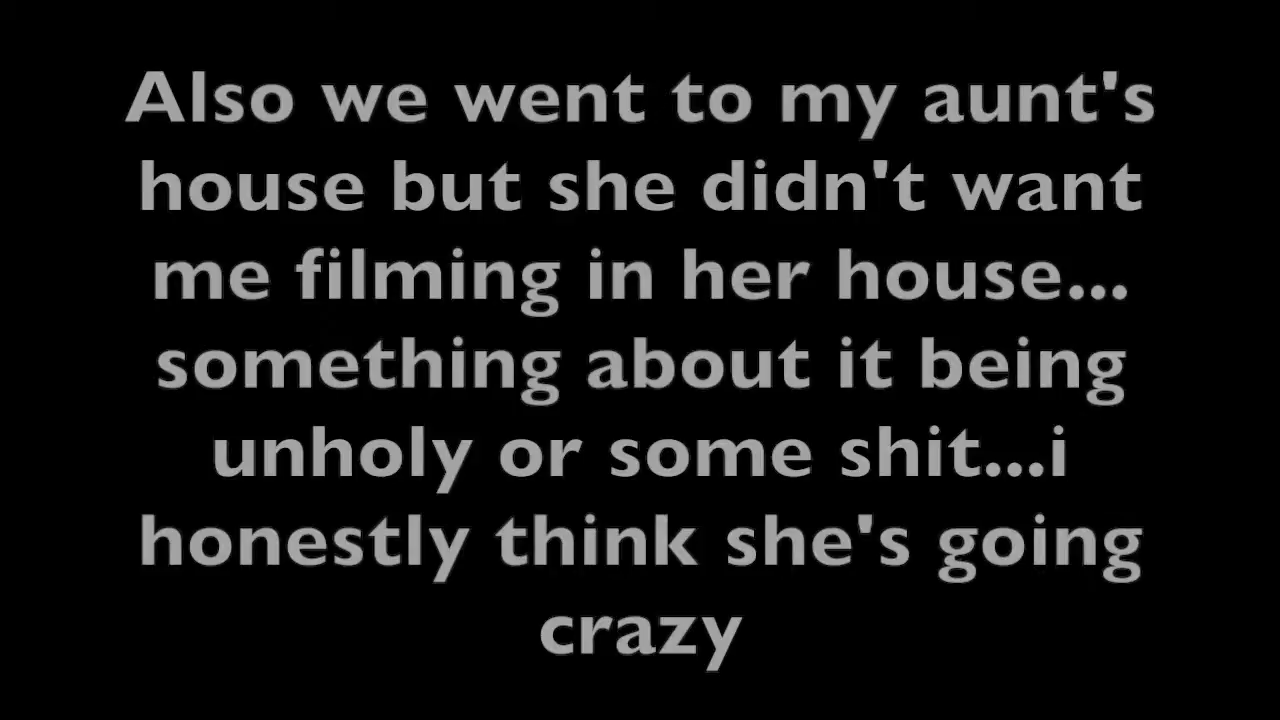 Also we went to my aunt's
house but she didn't want
me filming in her house...
something about it being
unholy or some shit...i
honestly think she's going
crazy